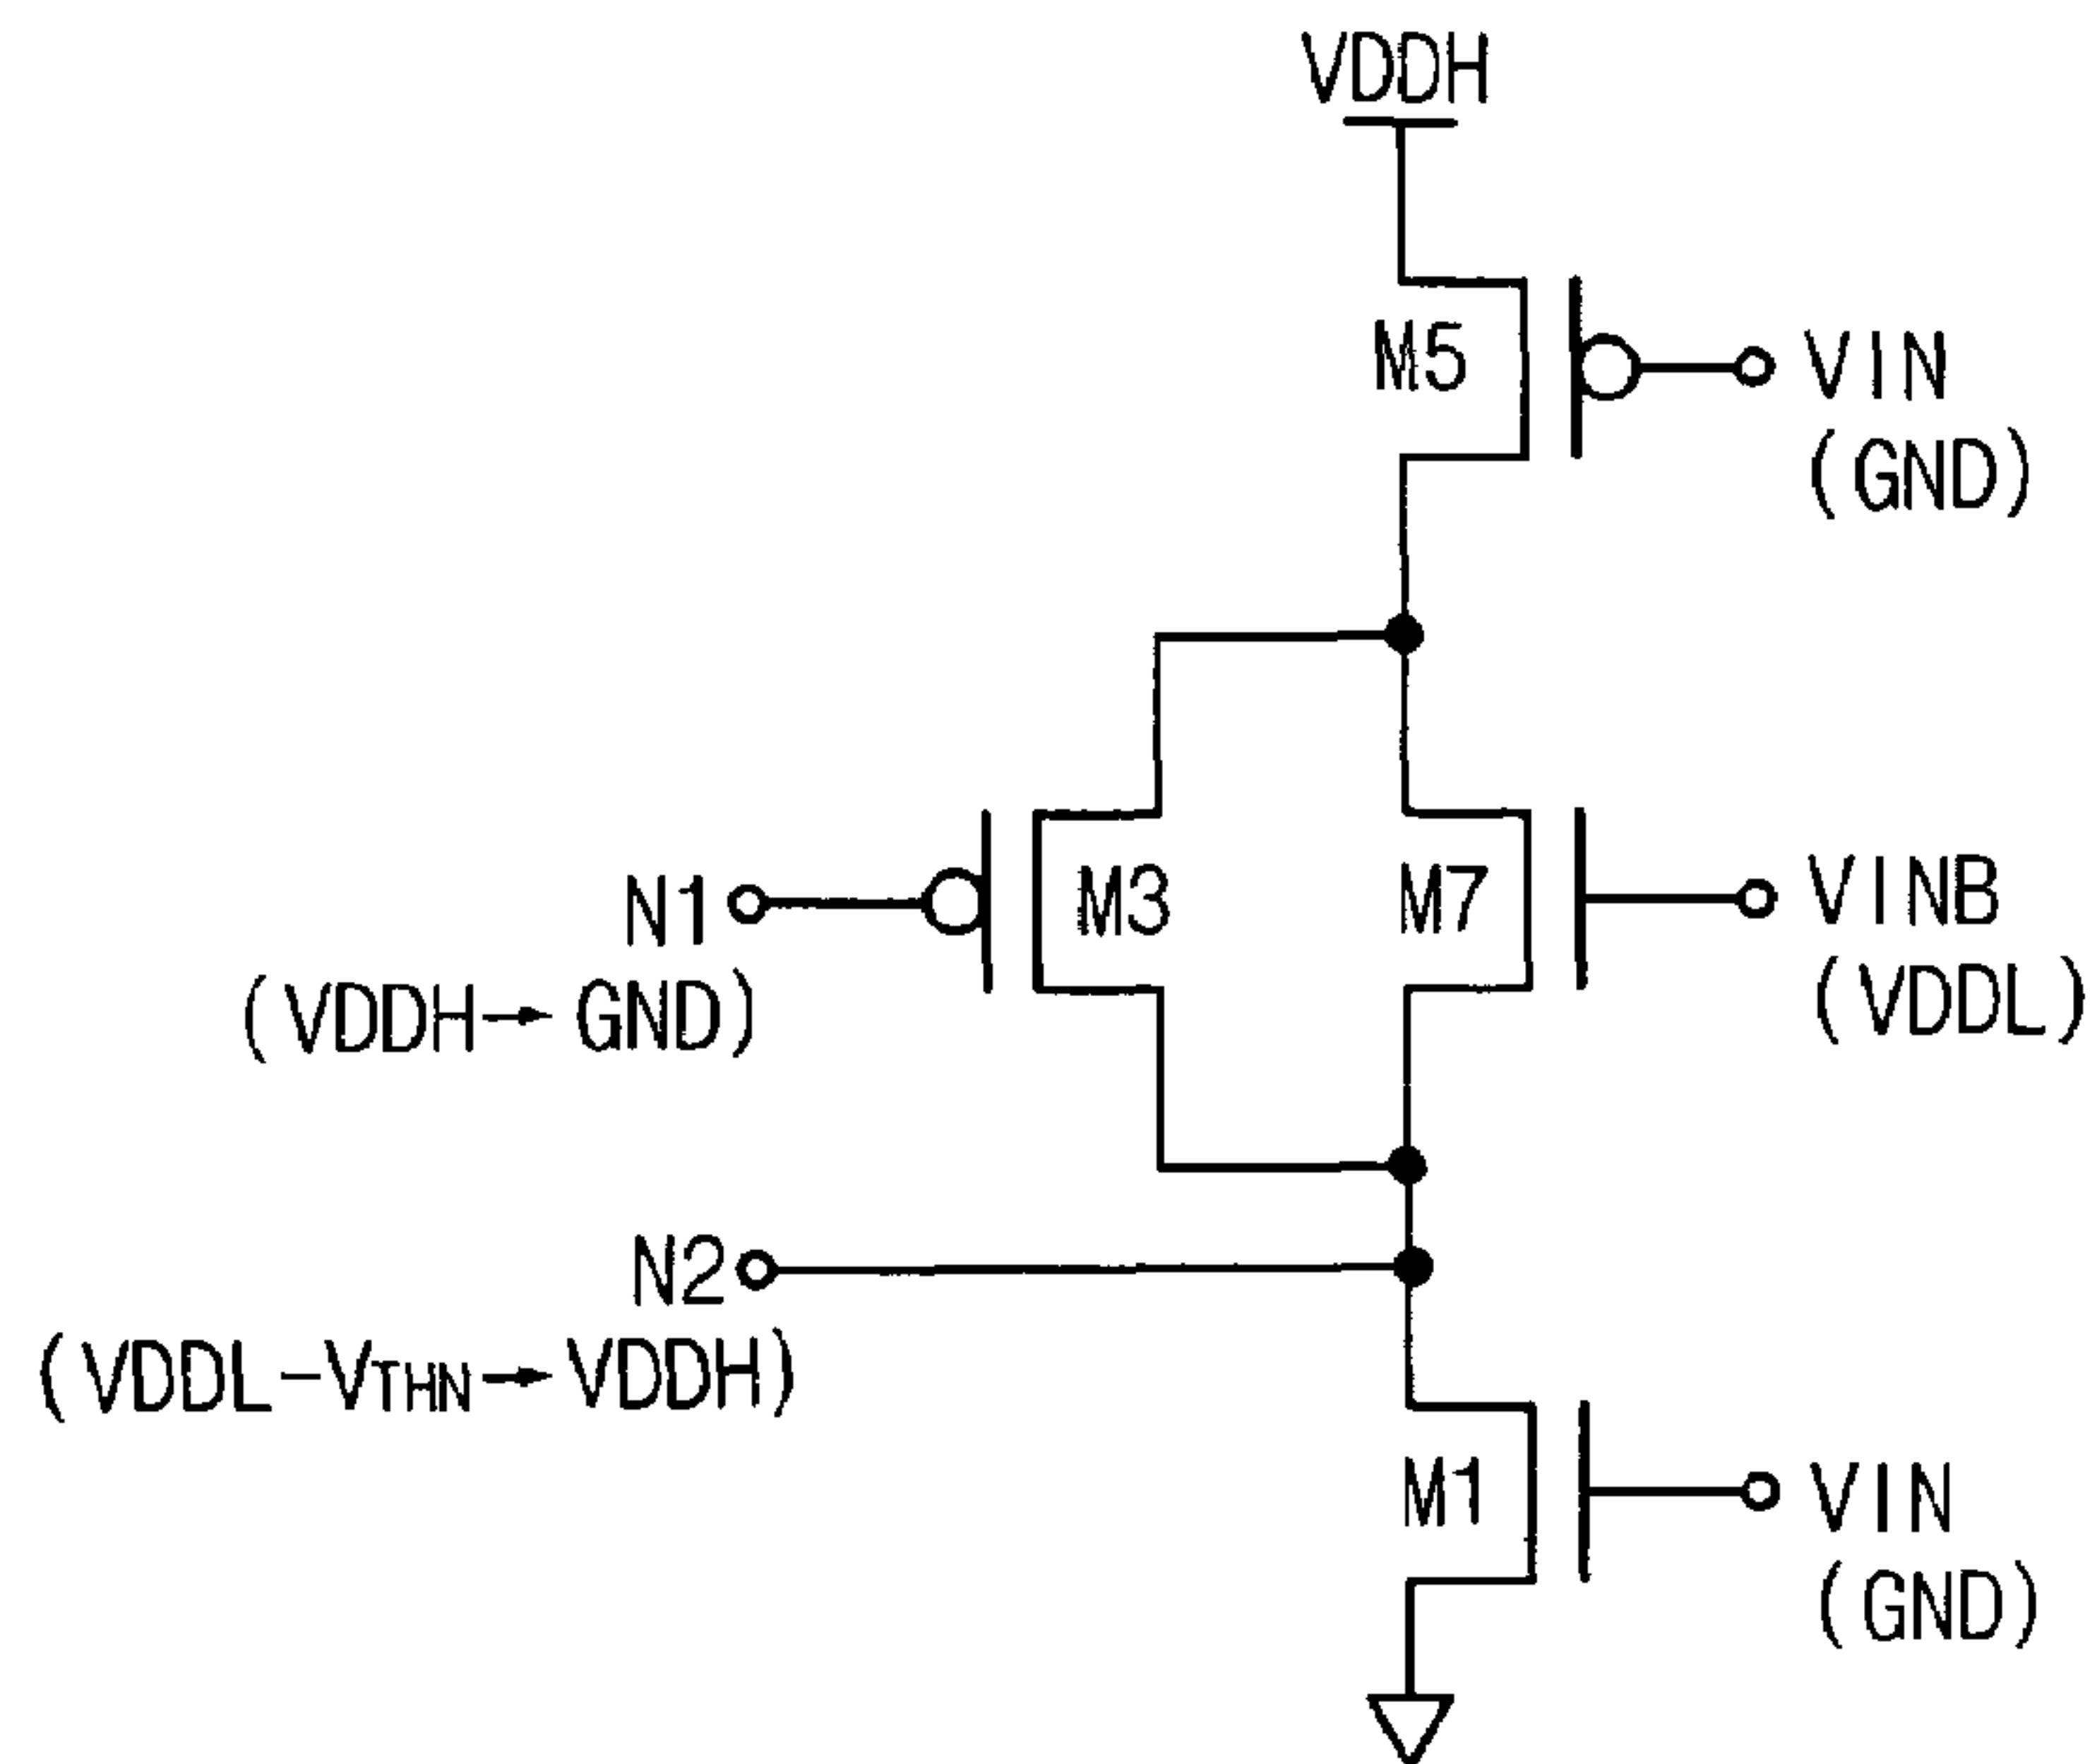 VDDH
M5
VIN
(GND)
N1
(VDDH→GND)
M3
M7
VINB
(VDDL)
N2
(VDDL-VTHN→VDDH)
M1
VIN
(GND)